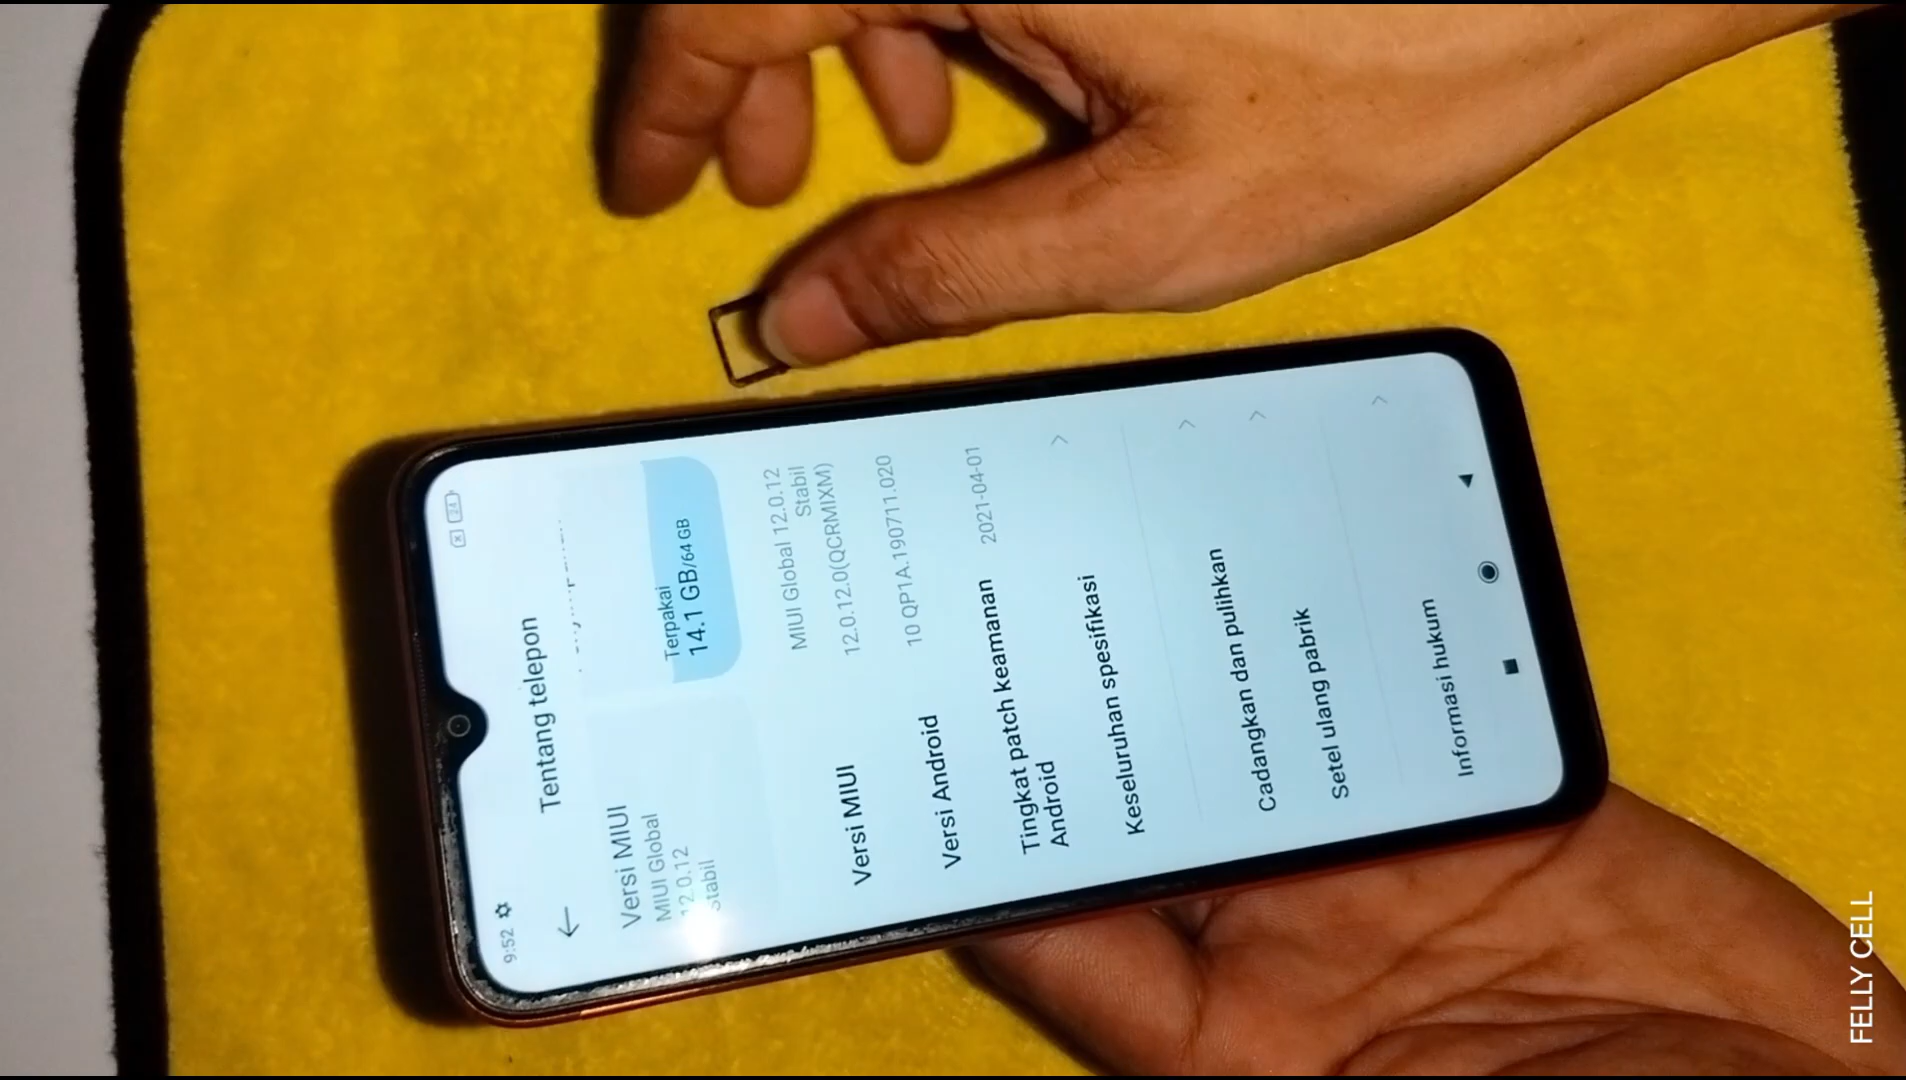 9:52
24
Tentang telepon
Versi MIUI
MIUI Global
12.0.12
Stabil
Terpakai
14.1 GB/64 GB
Versi MIUI
MIUI Global 12.0.12
Stabil
12.0.12.0(QCRMIXM)
Versi Android
10 QP1A.190711.020
Tingkat patch keamanan
Android
2021-04-01
Keseluruhan spesifikasi
Cadangkan dan pulihkan
Setel ulang pabrik
Informasi hukum
FELLY CELL